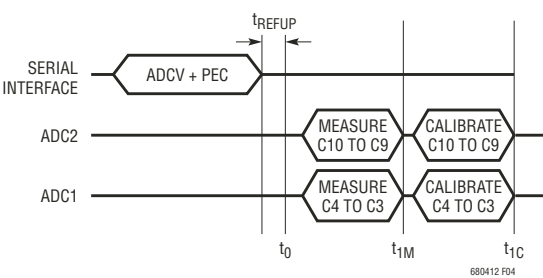 tREFUP
SERIAL
INTERFACE
ADCV + PEC
ADC2
MEASURE
C10 TO C9
CALIBRATE
C10 TO C9
ADC1
MEASURE
C4 TO C3
CALIBRATE
C4 TO C3
t0
t1M
t1C
680412 F04